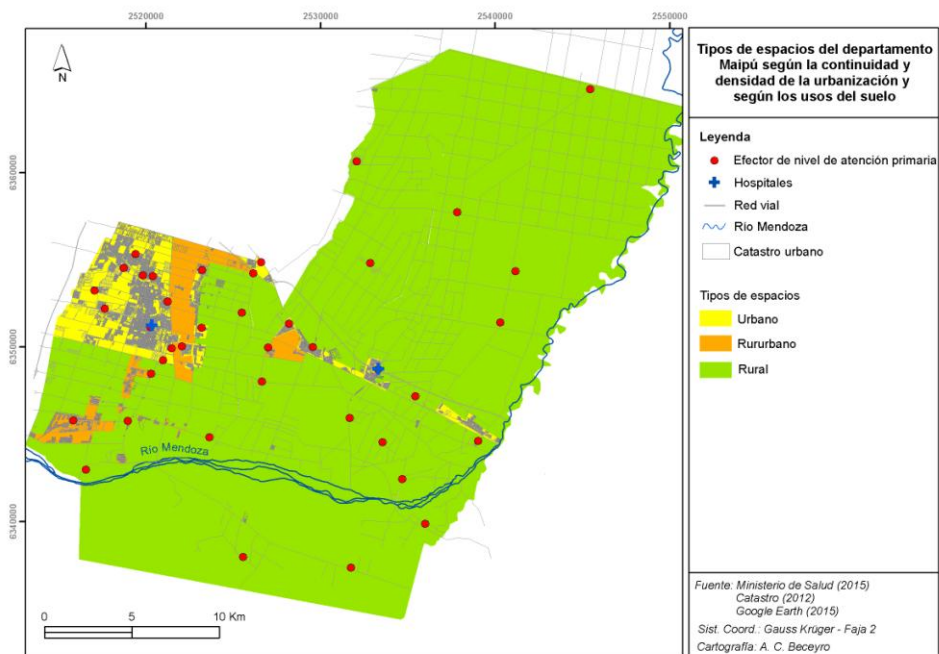 2520000
2530000
2540000
2550000
N
6360000
6350000
6340000
Río Mendoza
0
5
10 Km
Tipos de espacios del departamento
Maipú según la continuidad y
densidad de la urbanización y
según los usos del suelo
Leyenda
Efector de nivel de atención primaria
Hospitales
Red vial
Río Mendoza
Catastro urbano
Tipos de espacios
Urbano
Rururbano
Rural
Fuente: Ministerio de Salud (2015)
Catastro (2012)
Google Earth (2015)
Sist. Coord.: Gauss Krüger - Faja 2
Cartografía: A. C. Beceyro